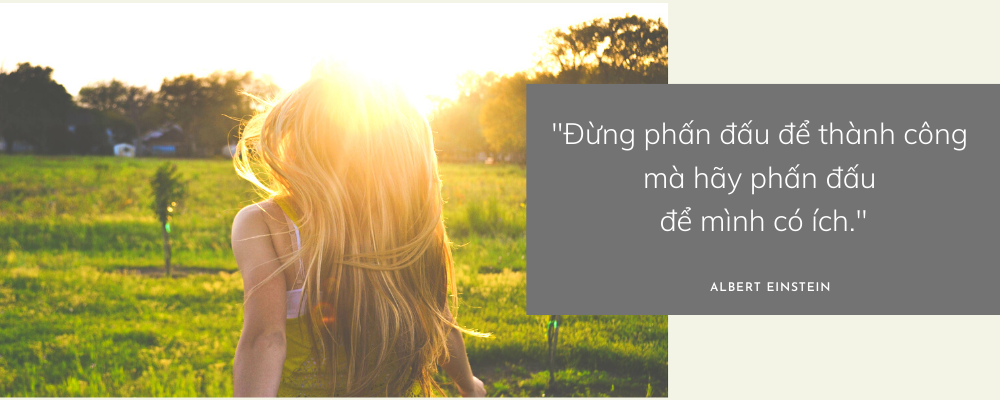 "Đừng phấn đấu để thành công
mà hãy phấn đấu
để mình có ích."
ALBERT EINSTEIN